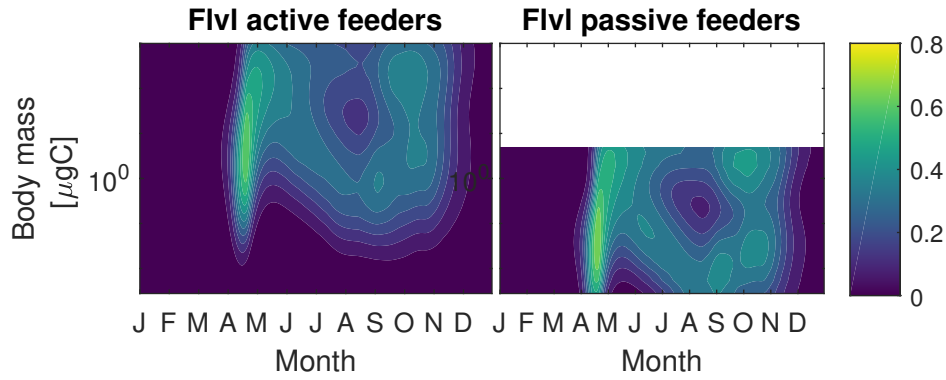 Flvl active feeders
Flvl passive feeders
Body mass
[μgC]
10^0
10^0
J F M A M J J A S O N D
J F M A M J J A S O N D
Month
Month
0.8
0.6
0.4
0.2
0